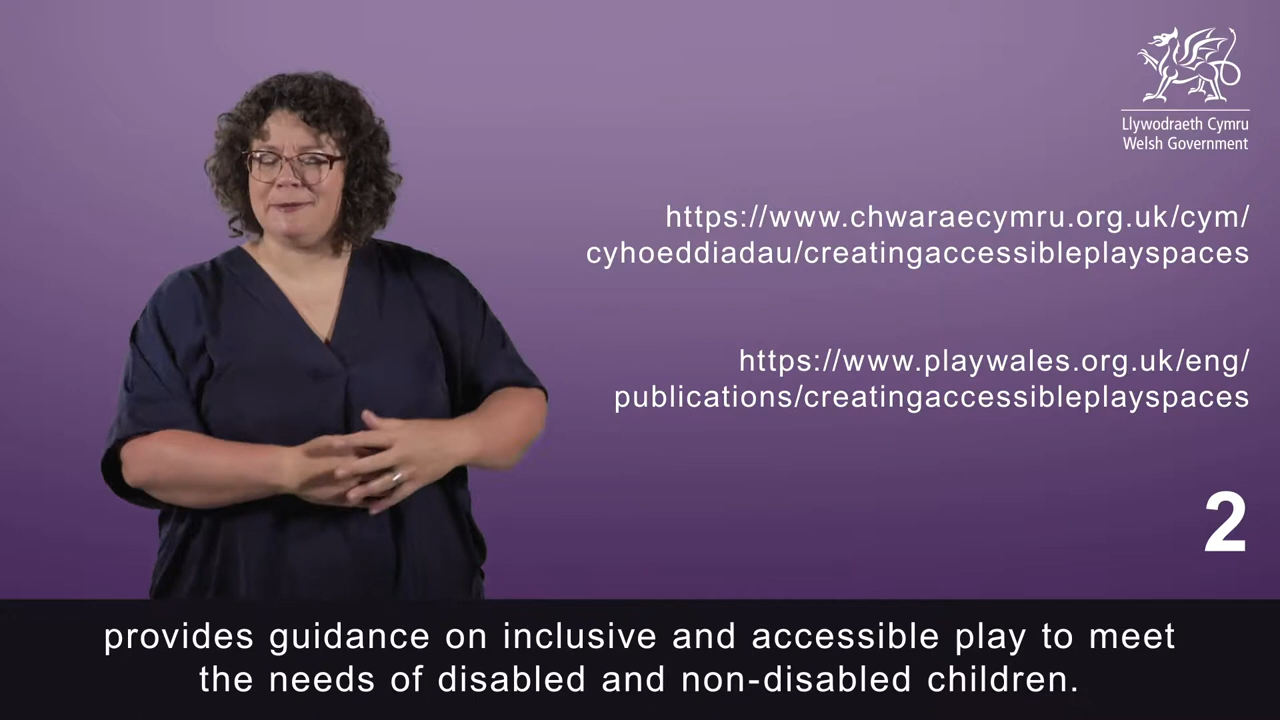 Llywodraeth Cymru
Welsh Government
https://www.chwaraecymru.org.uk/cym/
cyhoeddiadau/creatingaccessibleplayspaces
https://www.playwales.org.uk/eng/
publications/creatingaccessibleplayspaces
2
provides guidance on inclusive and accessible play to meet
the needs of disabled and non-disabled children.